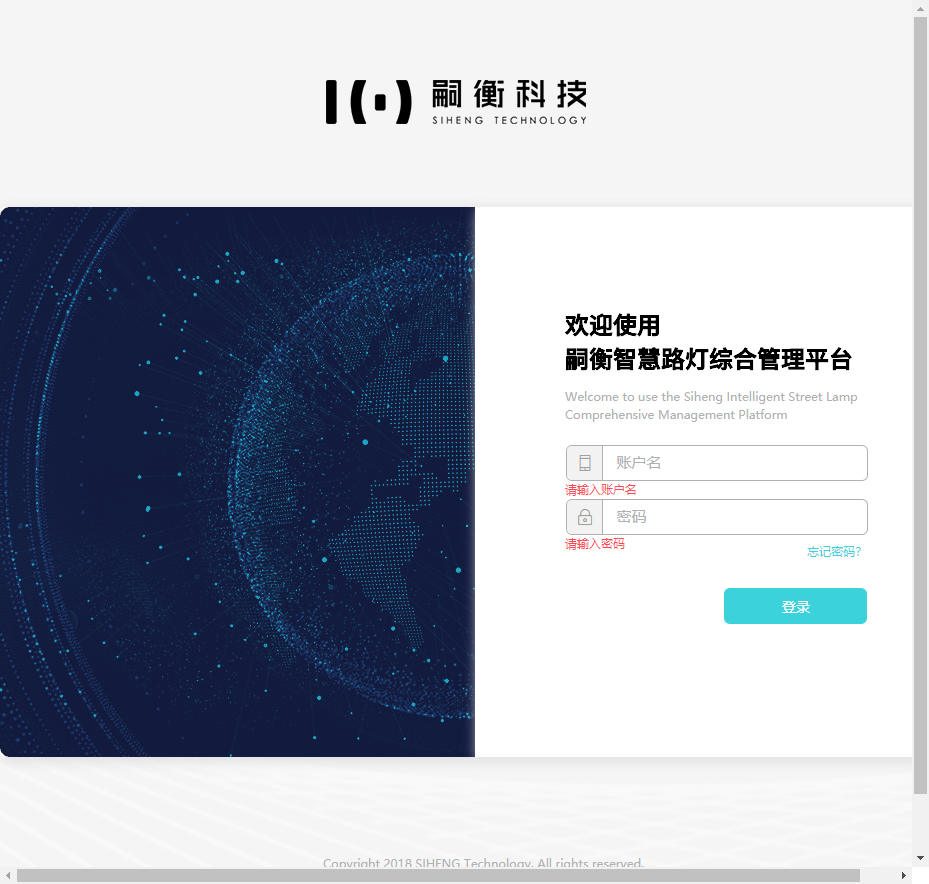 嗣衡科技
SIHENG TECHNOLOGY
欢迎使用
嗣衡智慧路灯综合管理平台
Welcome to use the Siheng Intelligent Street Lamp
Comprehensive Management Platform
账户名
请输入账户名
密码
请输入密码
忘记密码?
登录
Copyright 2018 SIHENG Technology. All rights reserved.